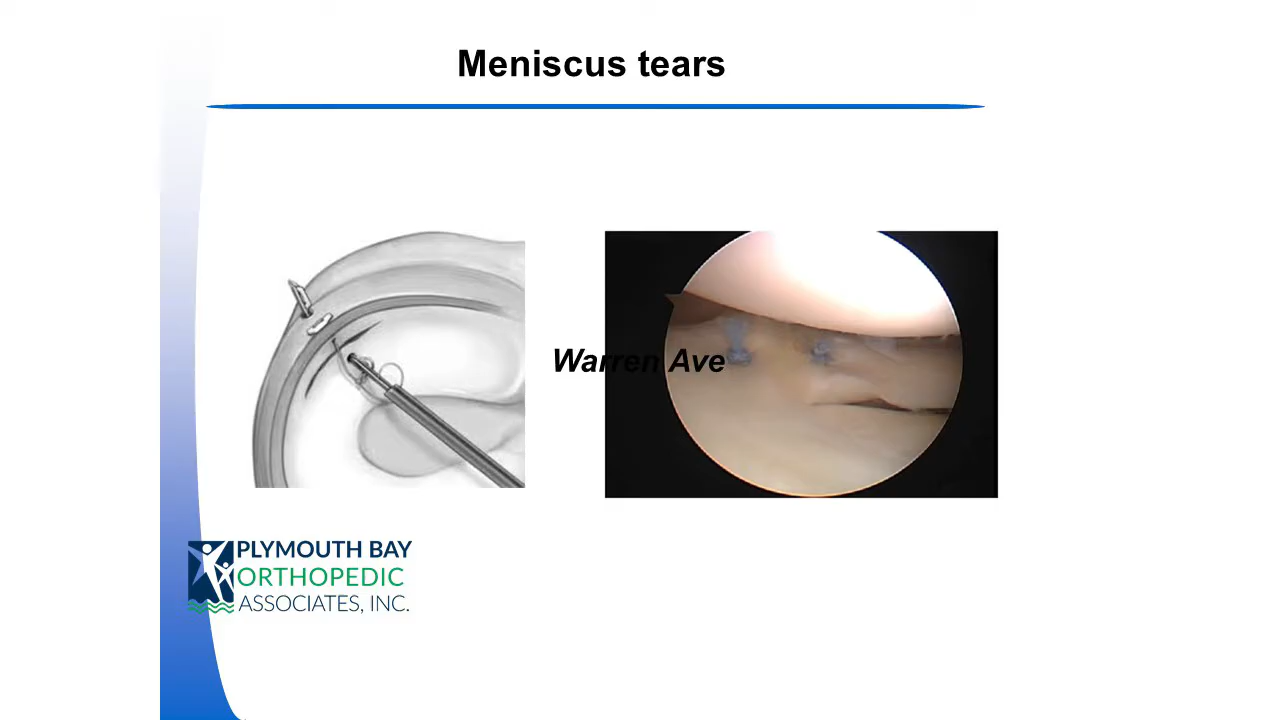 Meniscus tears
Warren Ave
PLYMOUTH BAY
ORTHOPEDIC
ASSOCIATES, INC.